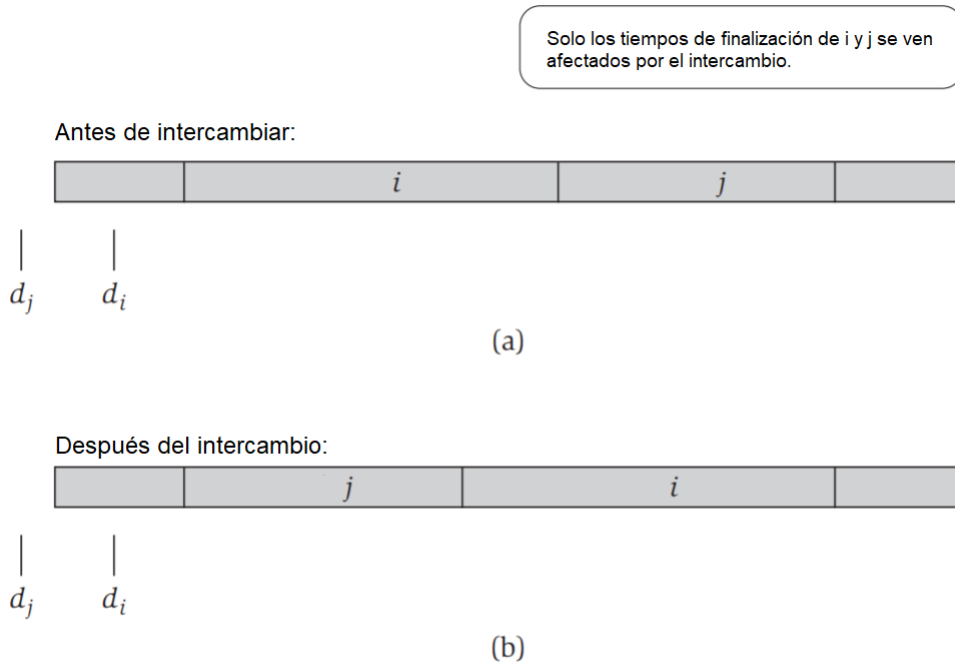 Solo los tiempos de finalización de i y j se ven
afectados por el intercambio.
Antes de intercambiar:
i j
d_j d_i
(a)
Después del intercambio:
j i
d_j d_i
(b)